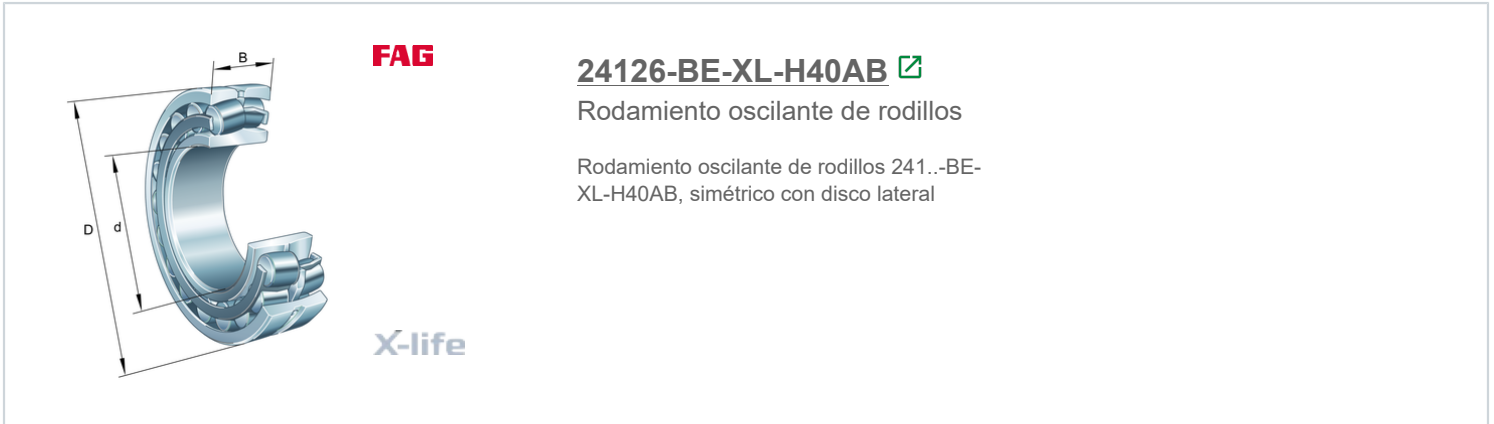 FAG
B
D
d
X-life
24126-BE-XL-H40AB
Rodamiento oscilante de rodillos
Rodamiento oscilante de rodillos 241..-BE-
XL-H40AB, simétrico con disco lateral